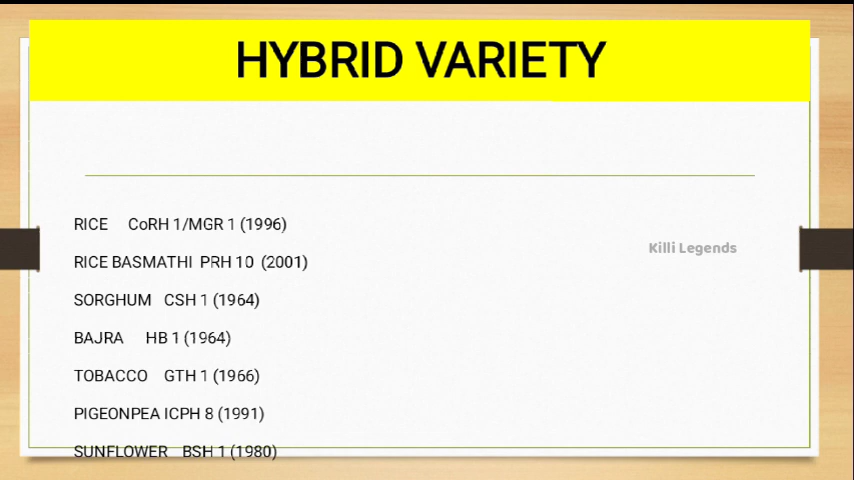 HYBRID VARIETY
RICE CoRH 1/MGR 1 (1996)
Killi Legends
RICE BASMATHI PRH 10 (2001)
SORGHUM CSH 1 (1964)
BAJRA HB 1 (1964)
TOBACCO GTH 1 (1966)
PIGEONPEA ICPH 8 (1991)
SUNFLOWER BSH 1 (1980)